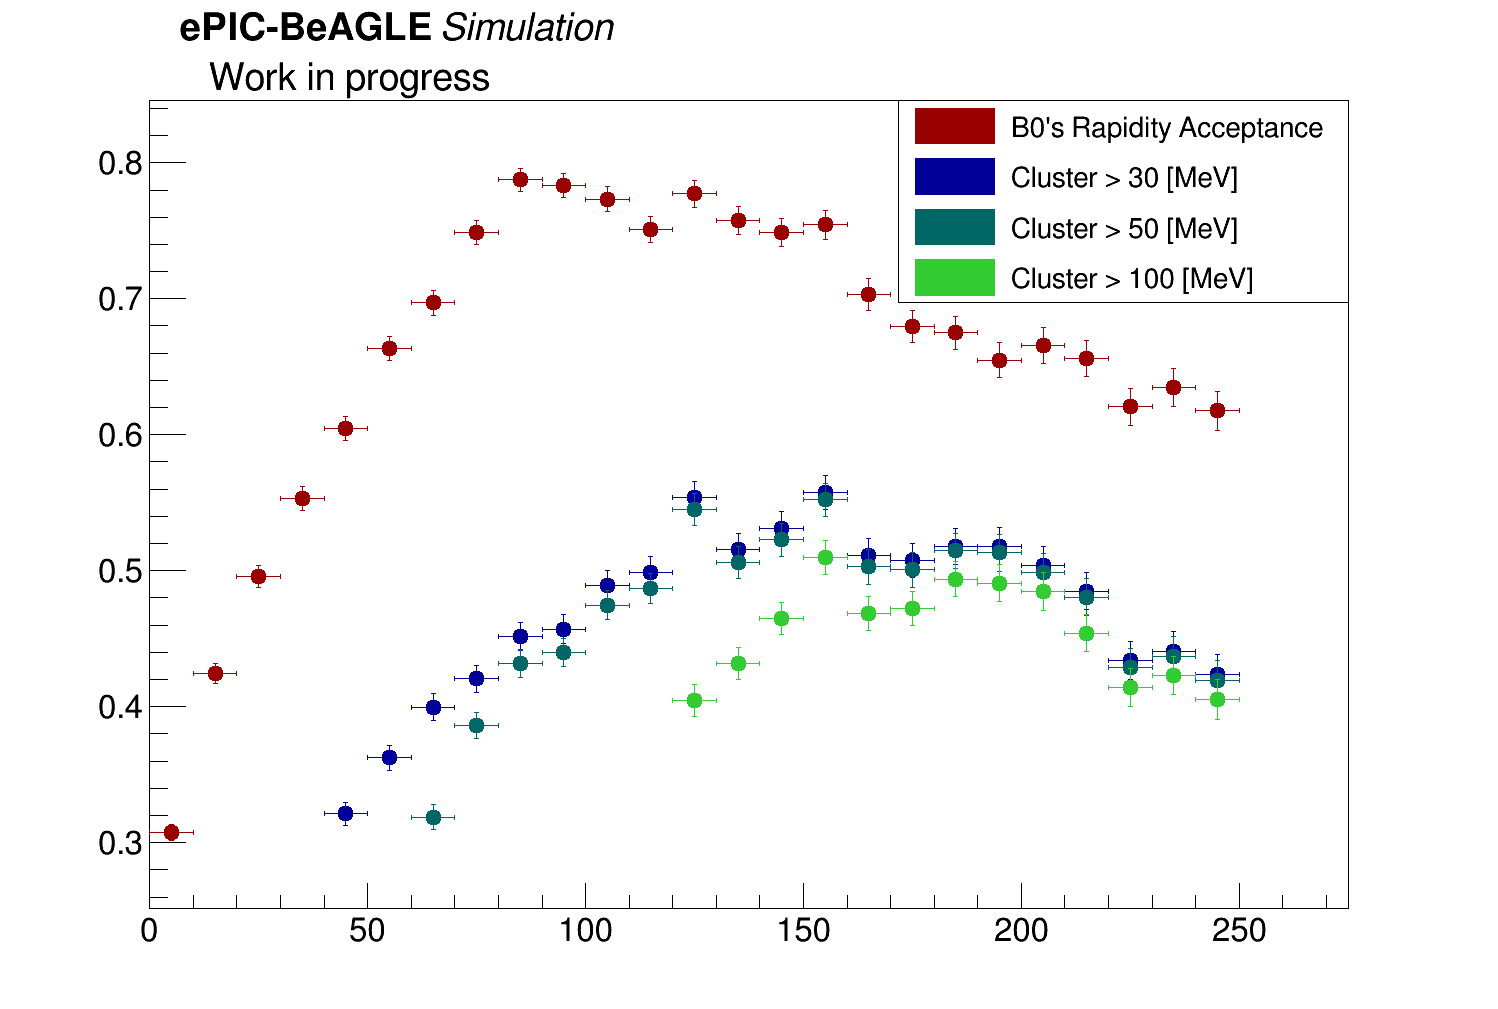 ePIC-BeAGLE Simulation
Work in progress
B0's Rapidity Acceptance
Cluster > 30 [MeV]
Cluster > 50 [MeV]
Cluster > 100 [MeV]
0.8
0.7
0.6
0.5
0.4
0.3
0 50 100 150 200 250